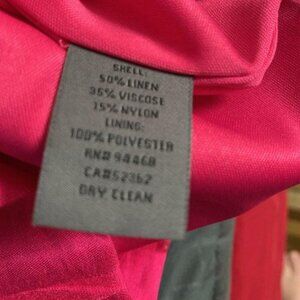 SHELL:
50% LINEN
35% VISCOSE
15% NYLON
LINING:
100% POLYESTER
RN# 94468
CA#52362
DRY CLEAN